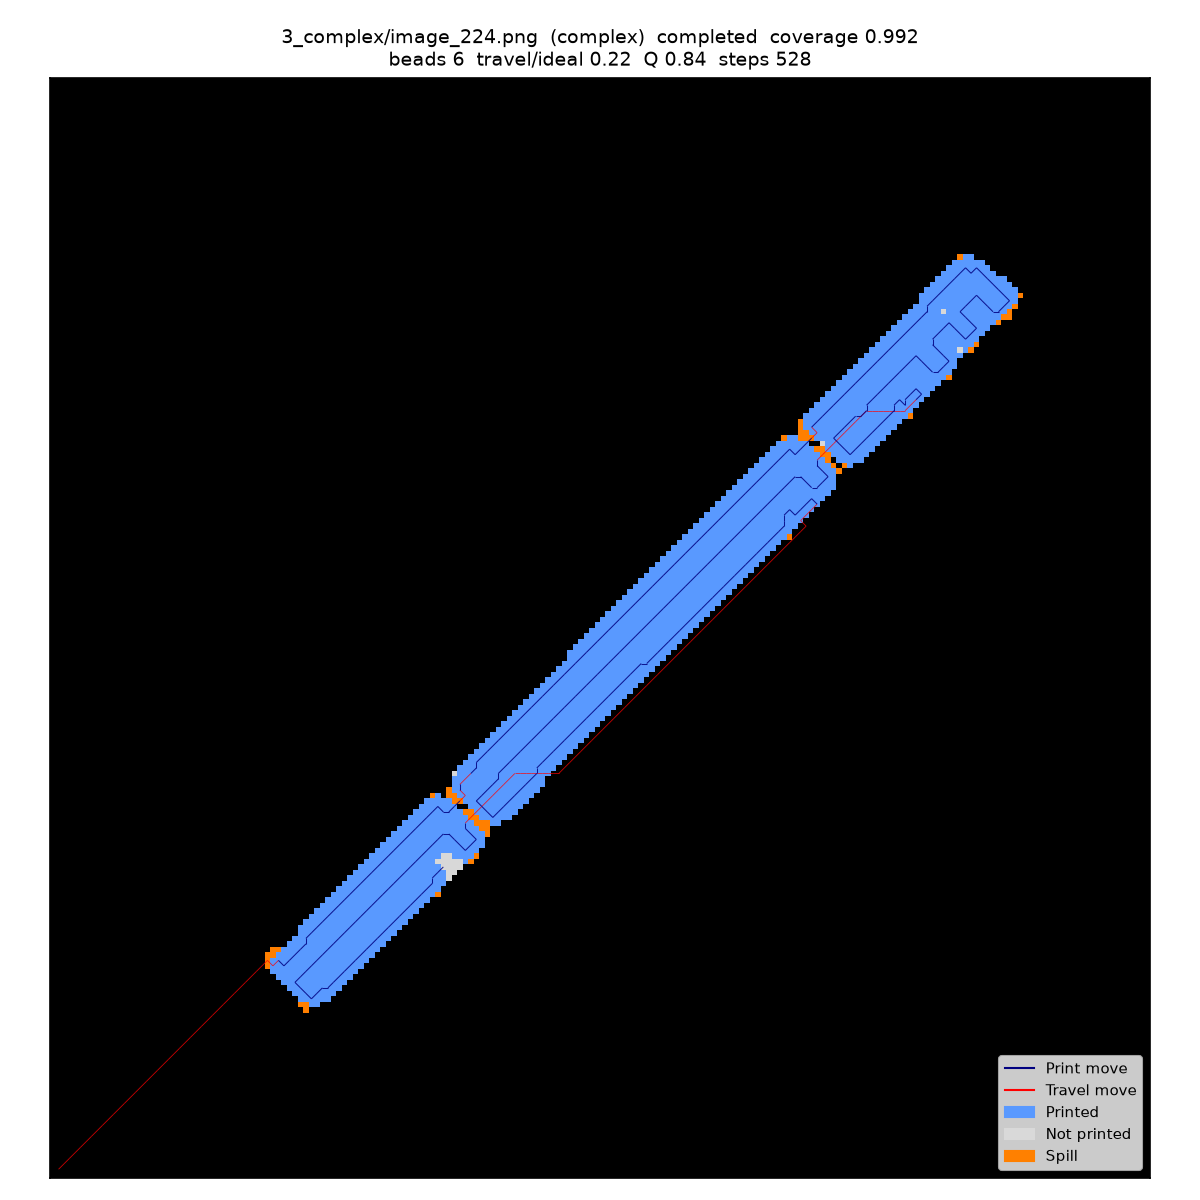 3_complex/image_224.png  (complex)  completed  coverage 0.992
beads 6  travel/ideal 0.22  Q 0.84  steps 528
Print move
Travel move
Printed
Not printed
Spill